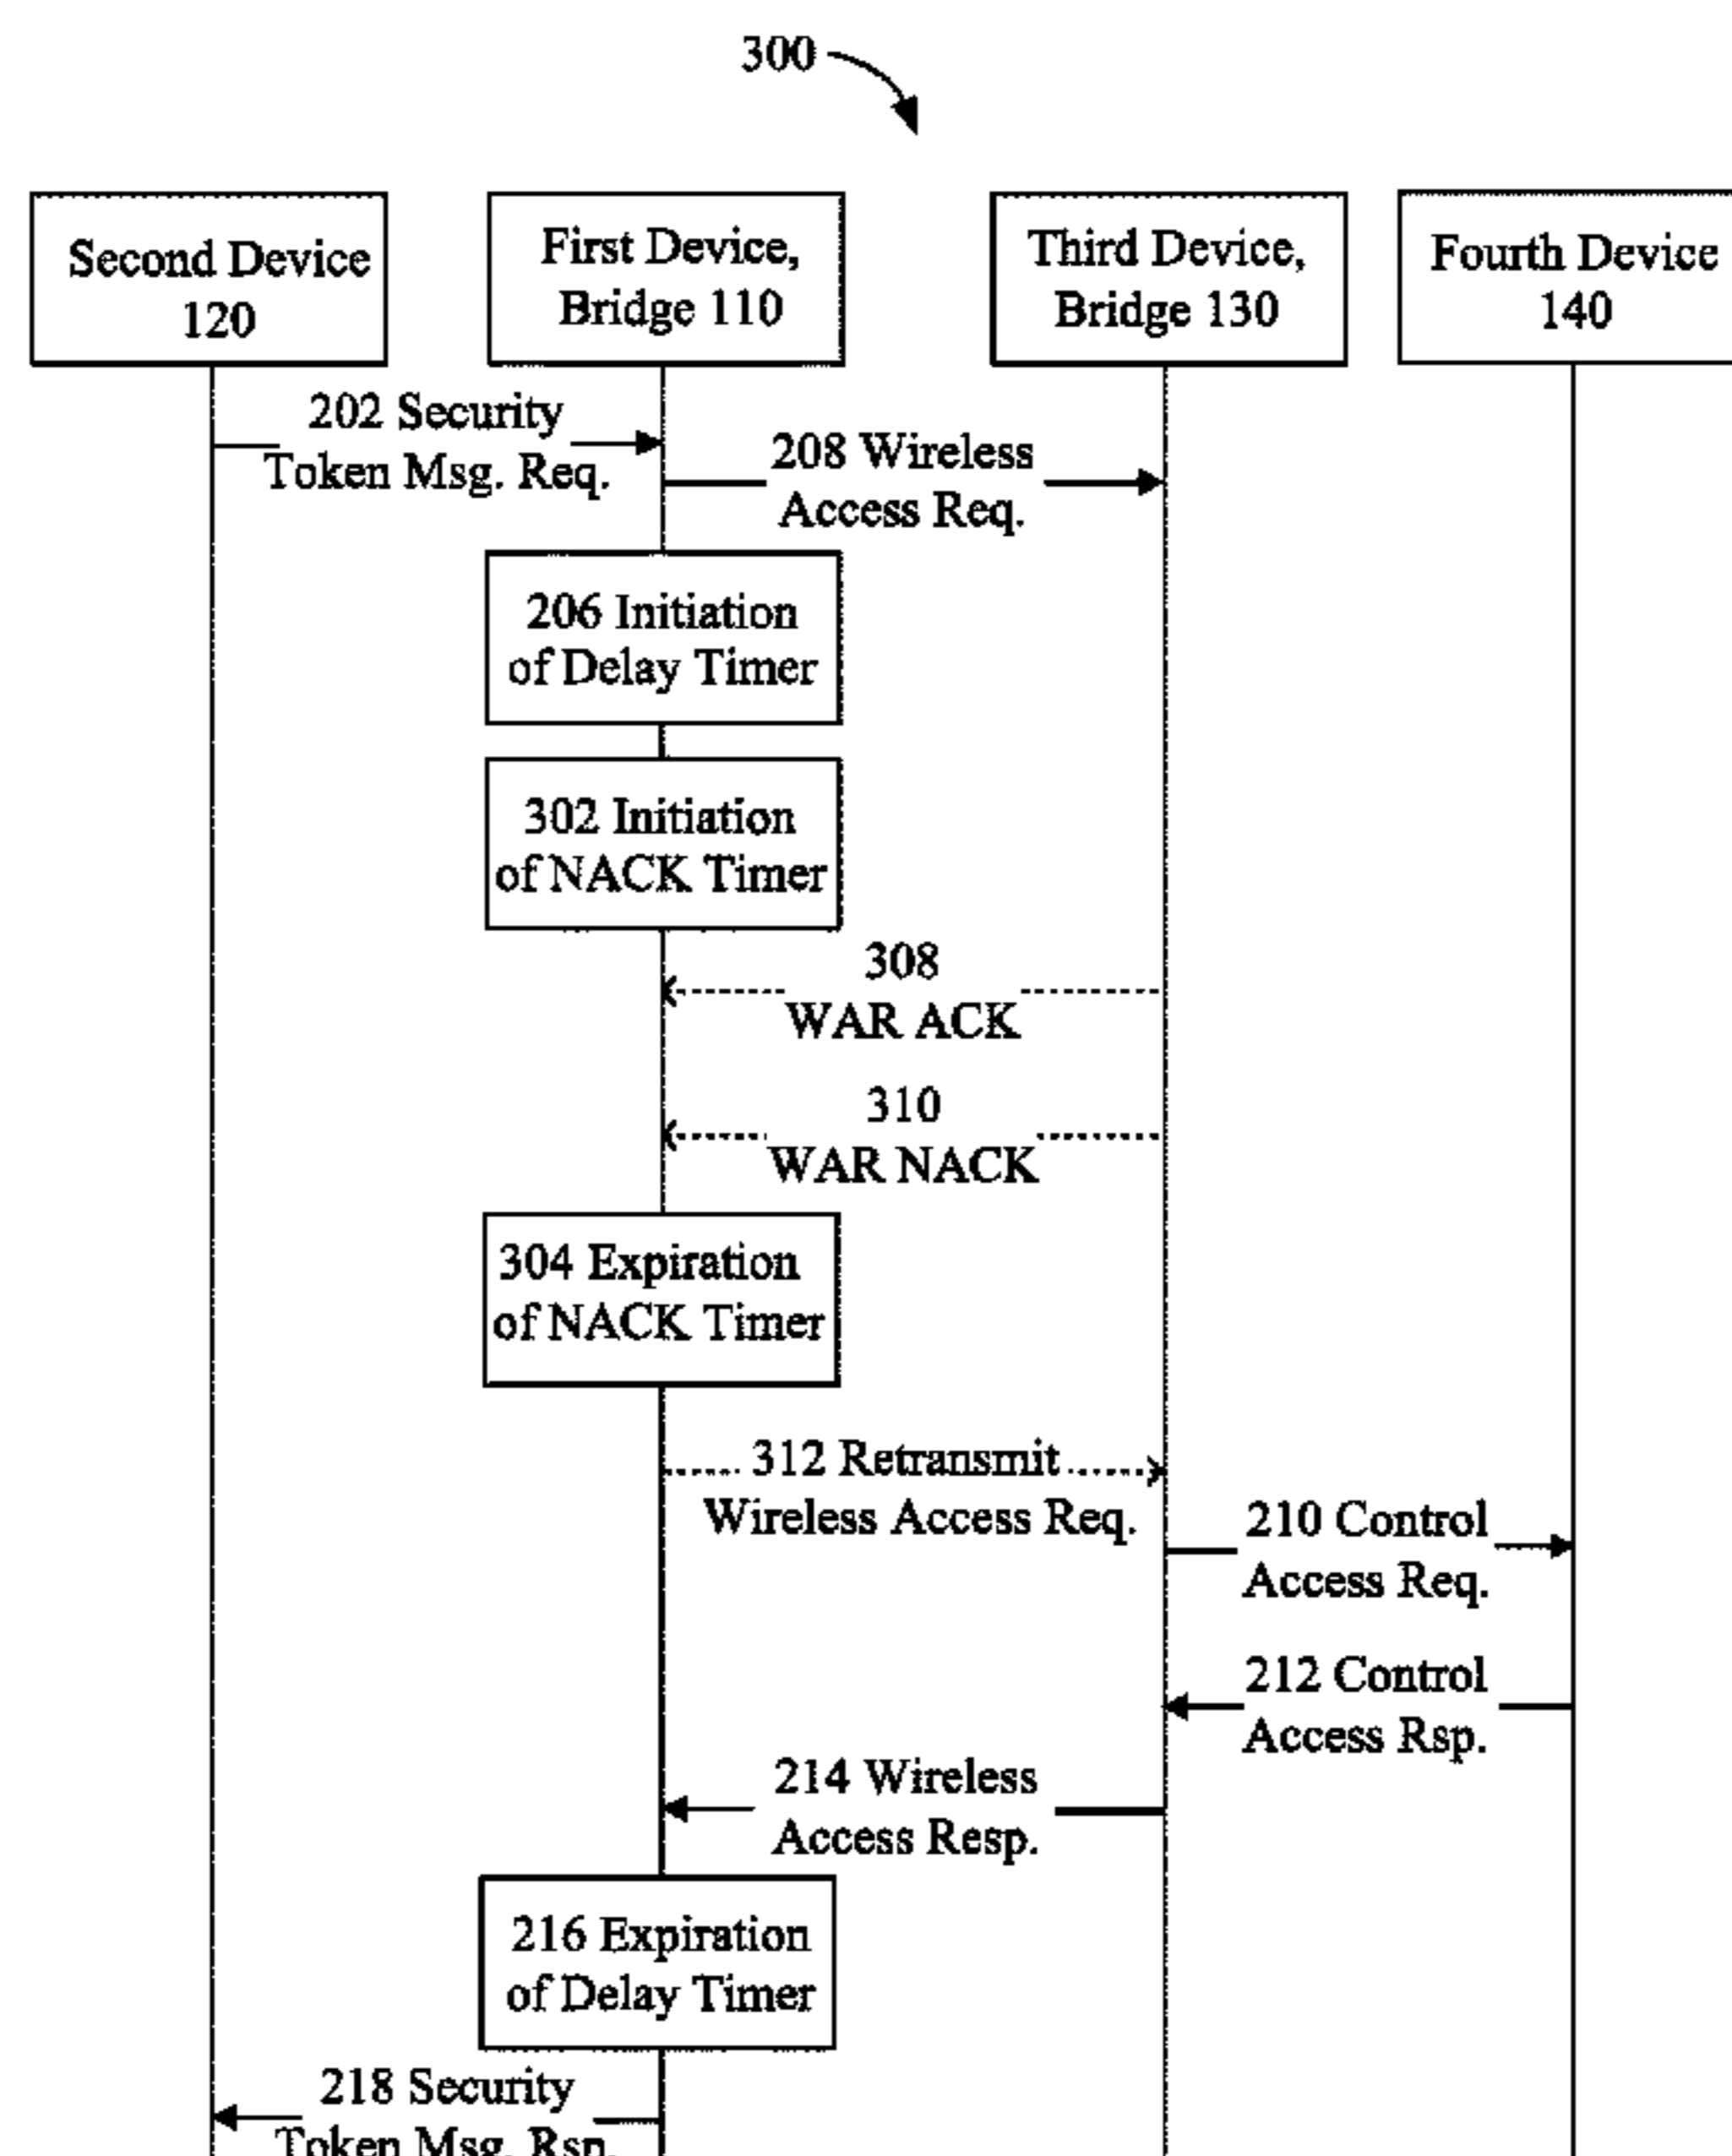 300
Second Device
120
First Device,
Bridge 110
Third Device,
Bridge 130
Fourth Device
140
202 Security
Token Msg. Req.
208 Wireless
Access Req.
206 Initiation
of Delay Timer
302 Initiation
of NACK Timer
308
WAR ACK
310
WAR NACK
304 Expiration
of NACK Timer
312 Retransmit
Wireless Access Req.
210 Control
Access Req.
212 Control
Access Rsp.
214 Wireless
Access Resp.
216 Expiration
of Delay Timer
218 Security
Token Msg. Rsp.